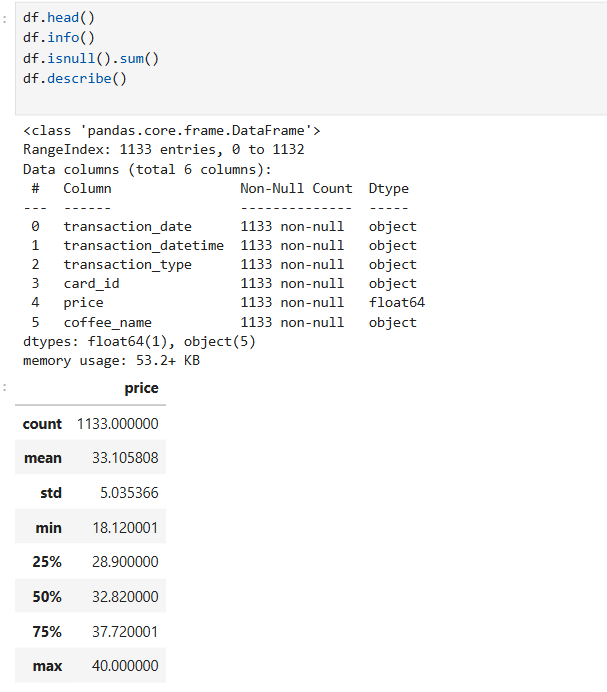 :
df.head()
df.info()
df.isnull().sum()
df.describe()
<class 'pandas.core.frame.DataFrame'>
RangeIndex: 1133 entries, 0 to 1132
Data columns (total 6 columns):
 #   Column                Non-Null Count  Dtype
---  ------                --------------  -----
 0   transaction_date      1133 non-null   object
 1   transaction_datetime  1133 non-null   object
 2   transaction_type      1133 non-null   object
 3   card_id               1133 non-null   object
 4   price                 1133 non-null   float64
 5   coffee_name           1133 non-null   object
dtypes: float64(1), object(5)
memory usage: 53.2+ KB
:
price
count 1133.000000
mean 33.105808
std 5.035366
min 18.120001
25% 28.900000
50% 32.820000
75% 37.720001
max 40.000000